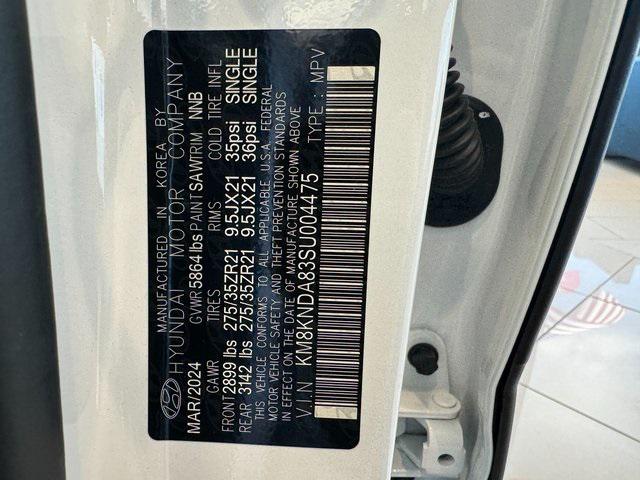 MANUFACTURED IN KOREA BY
HYUNDAI MOTOR COMPANY
MAR/2024 GVWR 5864 lbs PAINT SAW TRIM NNB
GAWR TIRES RIMS COLD TIRE INFL
FRONT 2899 lbs 275/35ZR21 9.5JX21 35psi SINGLE
REAR 3142 lbs 275/35ZR21 9.5JX21 36psi SINGLE
THIS VEHICLE CONFORMS TO ALL APPLICABLE U.S.A. FEDERAL
MOTOR VEHICLE SAFETY AND THEFT PREVENTION STANDARDS
IN EFFECT ON THE DATE OF MANUFACTURE SHOWN ABOVE
V.I.N : KM8KNDA83SU004475 TYPE : MPV